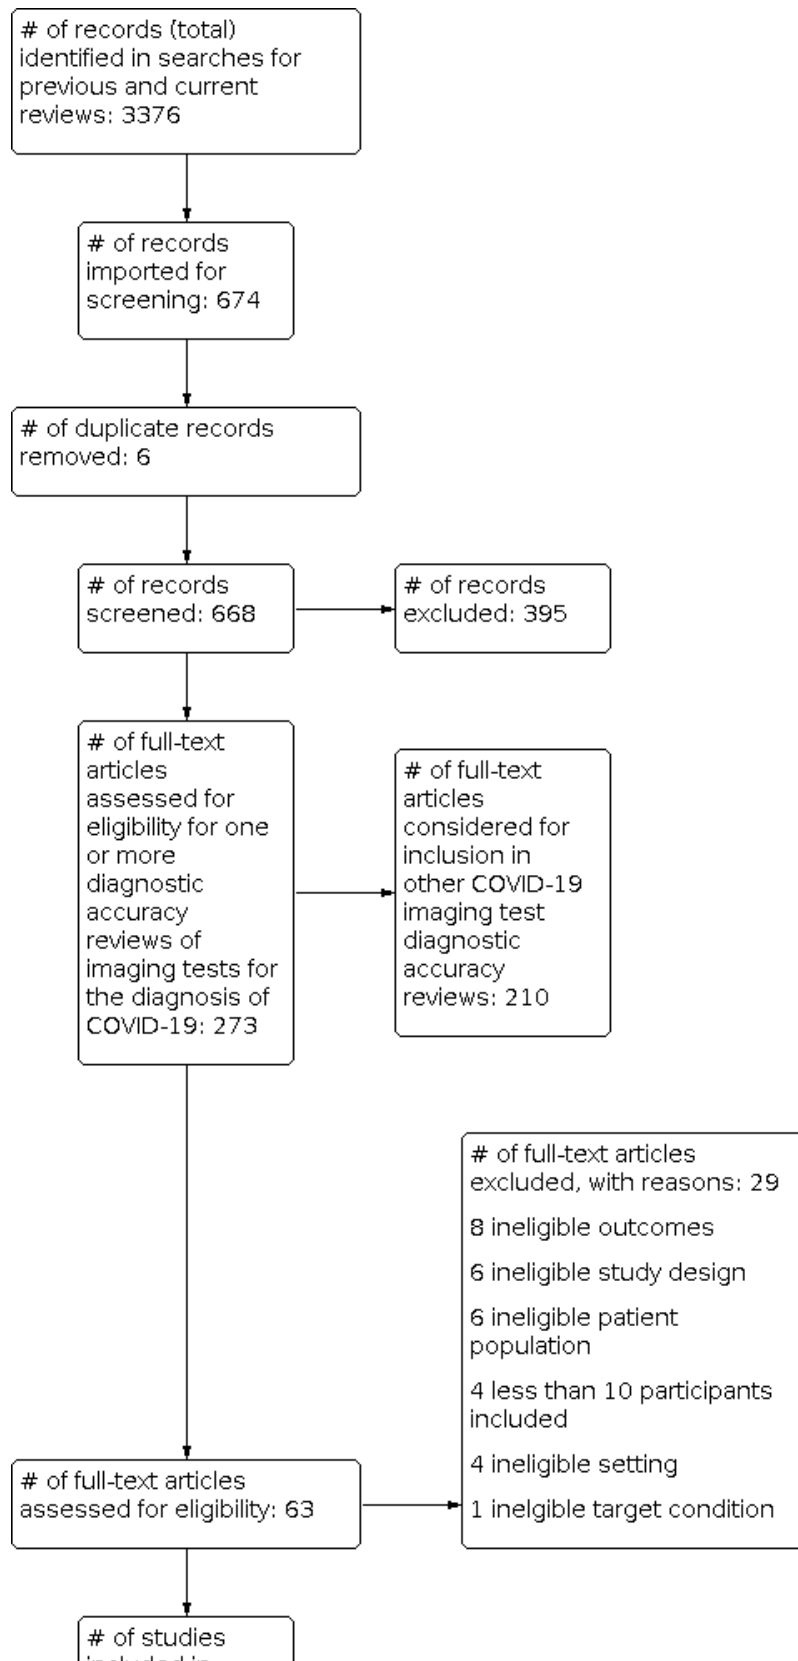 # of records (total)
identified in searches for
previous and current
reviews: 3376
# of records
imported for
screening: 674
# of duplicate records
removed: 6
# of records
screened: 668
# of records
excluded: 395
# of full-text
articles
assessed for
eligibility for one
or more
diagnostic
accuracy
reviews of
imaging tests for
the diagnosis of
COVID-19: 273
# of full-text
articles
considered for
inclusion in
other COVID-19
imaging test
diagnostic
accuracy
reviews: 210
# of full-text articles
excluded, with reasons: 29
8 ineligible outcomes
6 ineligible study design
6 ineligible patient
population
4 less than 10 participants
included
4 ineligible setting
1 inelgible target condition
# of full-text articles
assessed for eligibility: 63
# of studies
included in